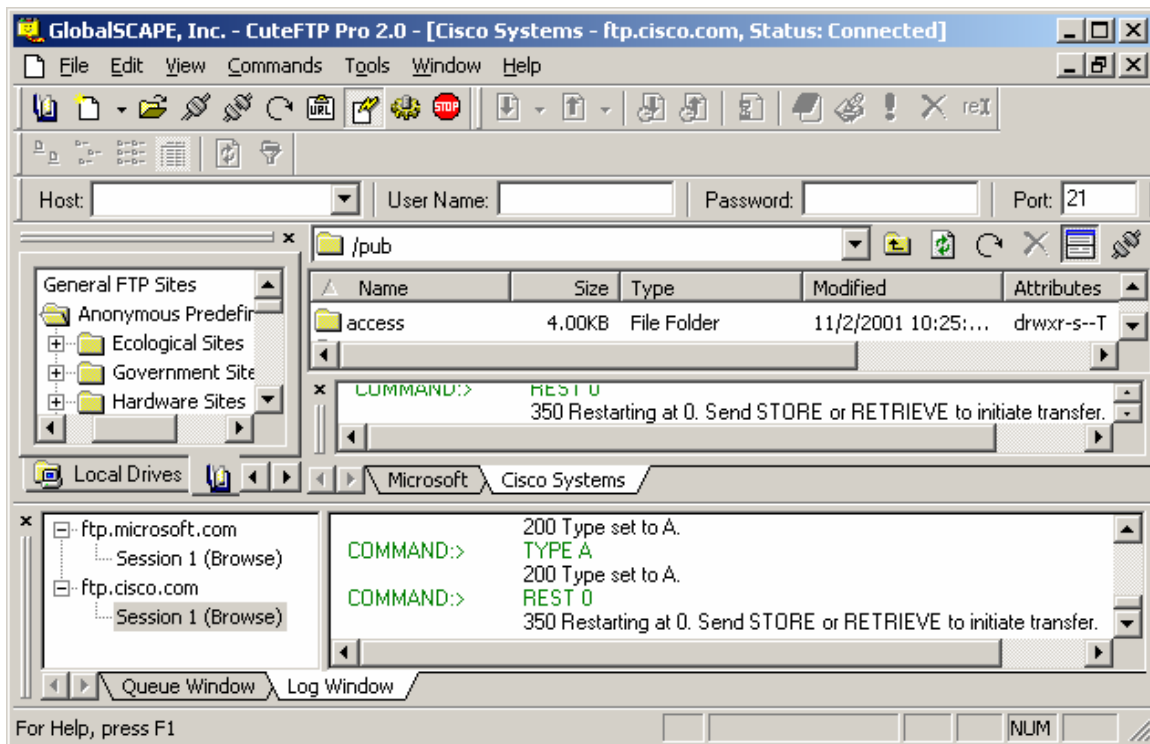 GlobalSCAPE, Inc. - CuteFTP Pro 2.0 - [Cisco Systems - ftp.cisco.com, Status: Connected]
File Edit View Commands Tools Window Help
URL STOP
Host: User Name: Password: Port: 21
/pub
General FTP Sites
Anonymous Predefin
Ecological Sites
Government Site
Hardware Sites
Local Drives
Name Size Type Modified Attributes
access 4.00KB File Folder 11/2/2001 10:25:... drwxr-s--T
COMMAND:> REST 0
350 Restarting at 0. Send STORE or RETRIEVE to initiate transfer.
Microsoft Cisco Systems
ftp.microsoft.com
Session 1 (Browse)
ftp.cisco.com
Session 1 (Browse)
200 Type set to A.
COMMAND:> TYPE A
200 Type set to A.
COMMAND:> REST 0
350 Restarting at 0. Send STORE or RETRIEVE to initiate transfer.
Queue Window Log Window
For Help, press F1 NUM